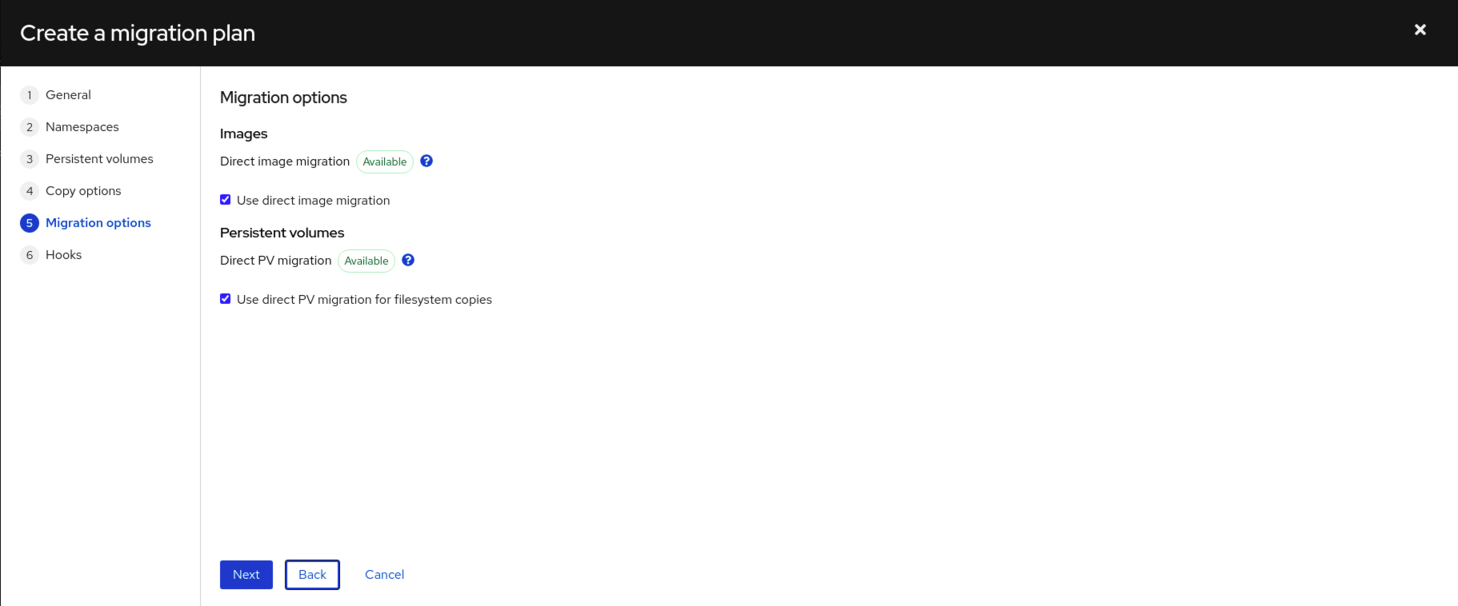 Create a migration plan
1 General
2 Namespaces
3 Persistent volumes
4 Copy options
5 Migration options
6 Hooks
Migration options
Images
Direct image migration Available ?
Use direct image migration
Persistent volumes
Direct PV migration Available ?
Use direct PV migration for filesystem copies
Next Back Cancel